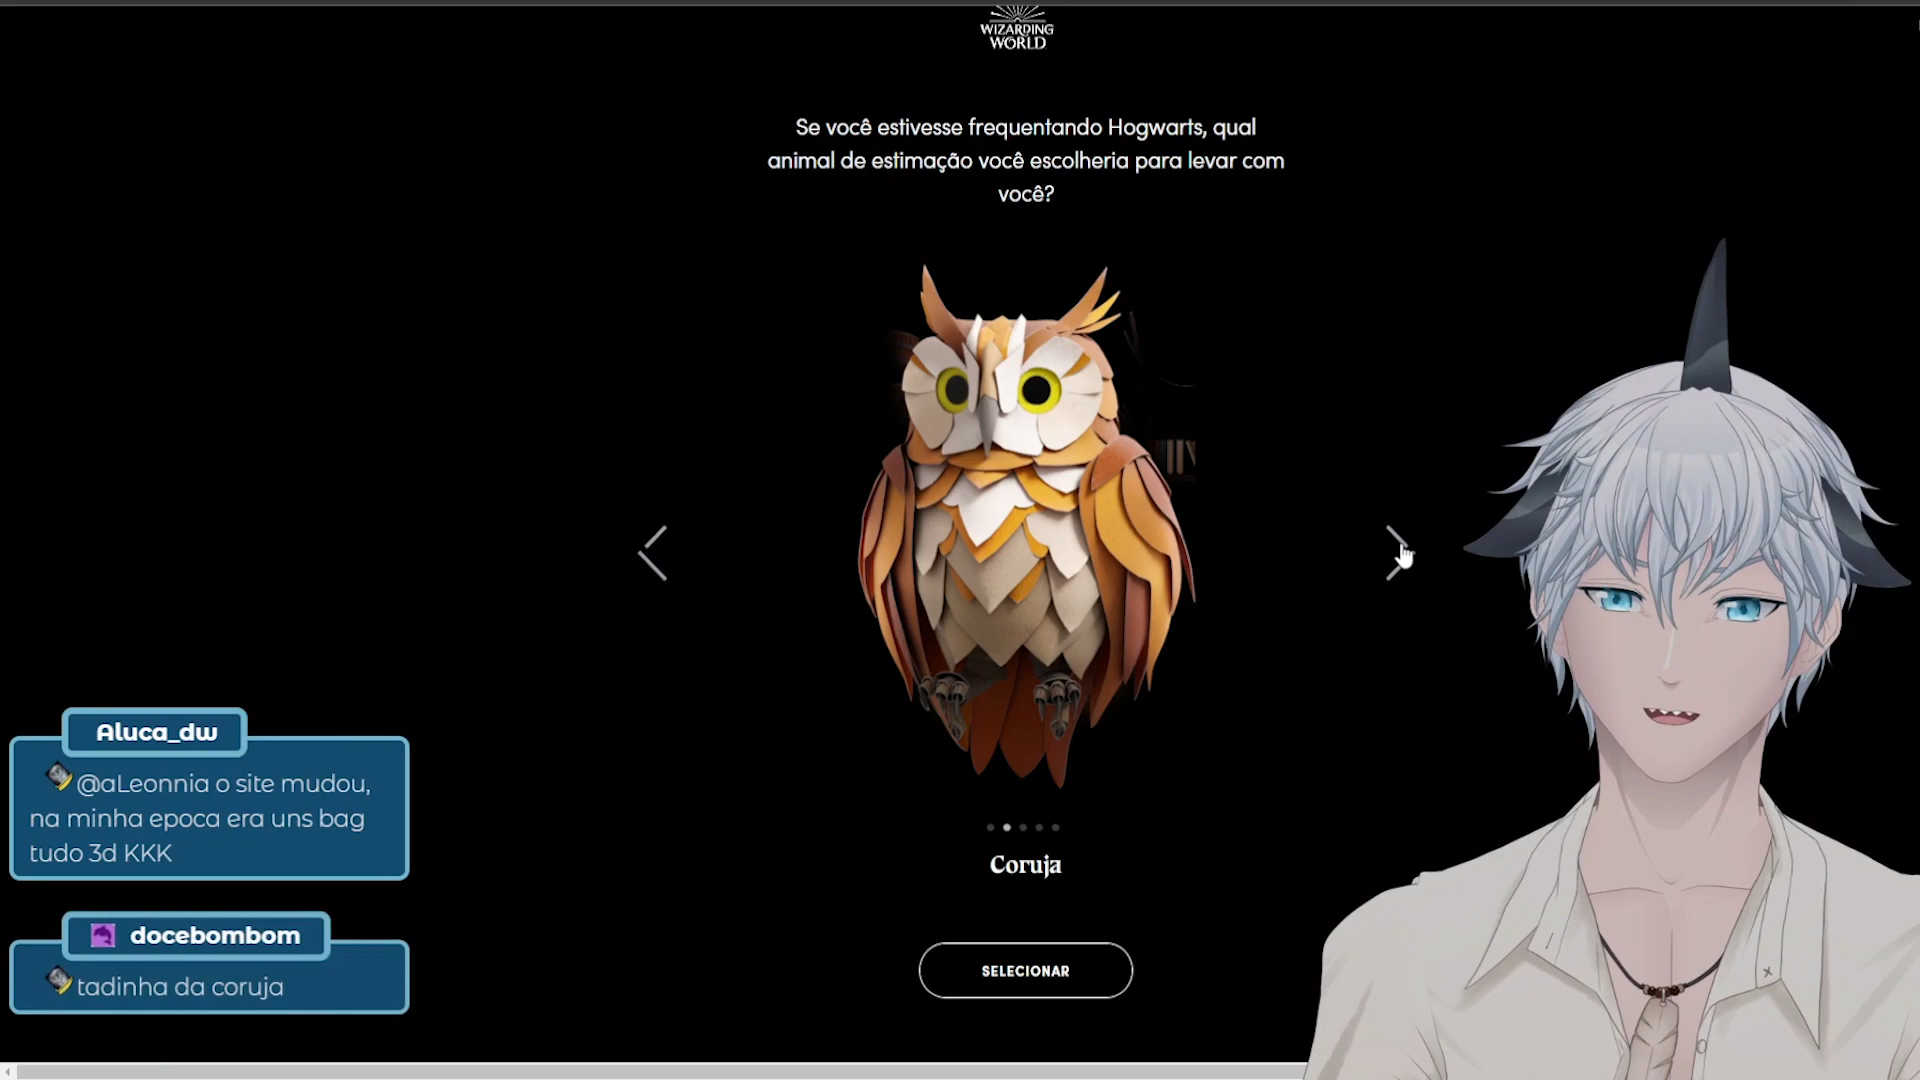 WIZARDING
WORLD
Se você estivesse frequentando Hogwarts, qual
animal de estimação você escolheria para levar com
você?
Coruja
SELECIONAR
Aluca_dw
@aLeonnia o site mudou,
na minha epoca era uns bag
tudo 3d KKK
docebombom
tadinha da coruja